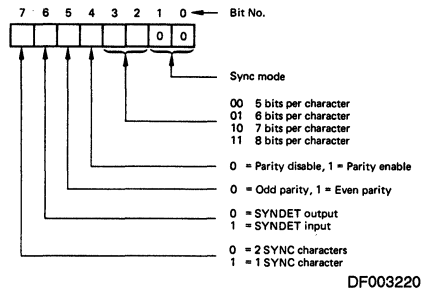 7 6 5 4 3 2 1 0 Bit No.
0 0
Sync mode
00 5 bits per character
01 6 bits per character
10 7 bits per character
11 8 bits per character
0 = Parity disable, 1 = Parity enable
0 = Odd parity, 1 = Even parity
0 = SYNDET output
1 = SYNDET input
0 = 2 SYNC characters
1 = 1 SYNC character
DF003220